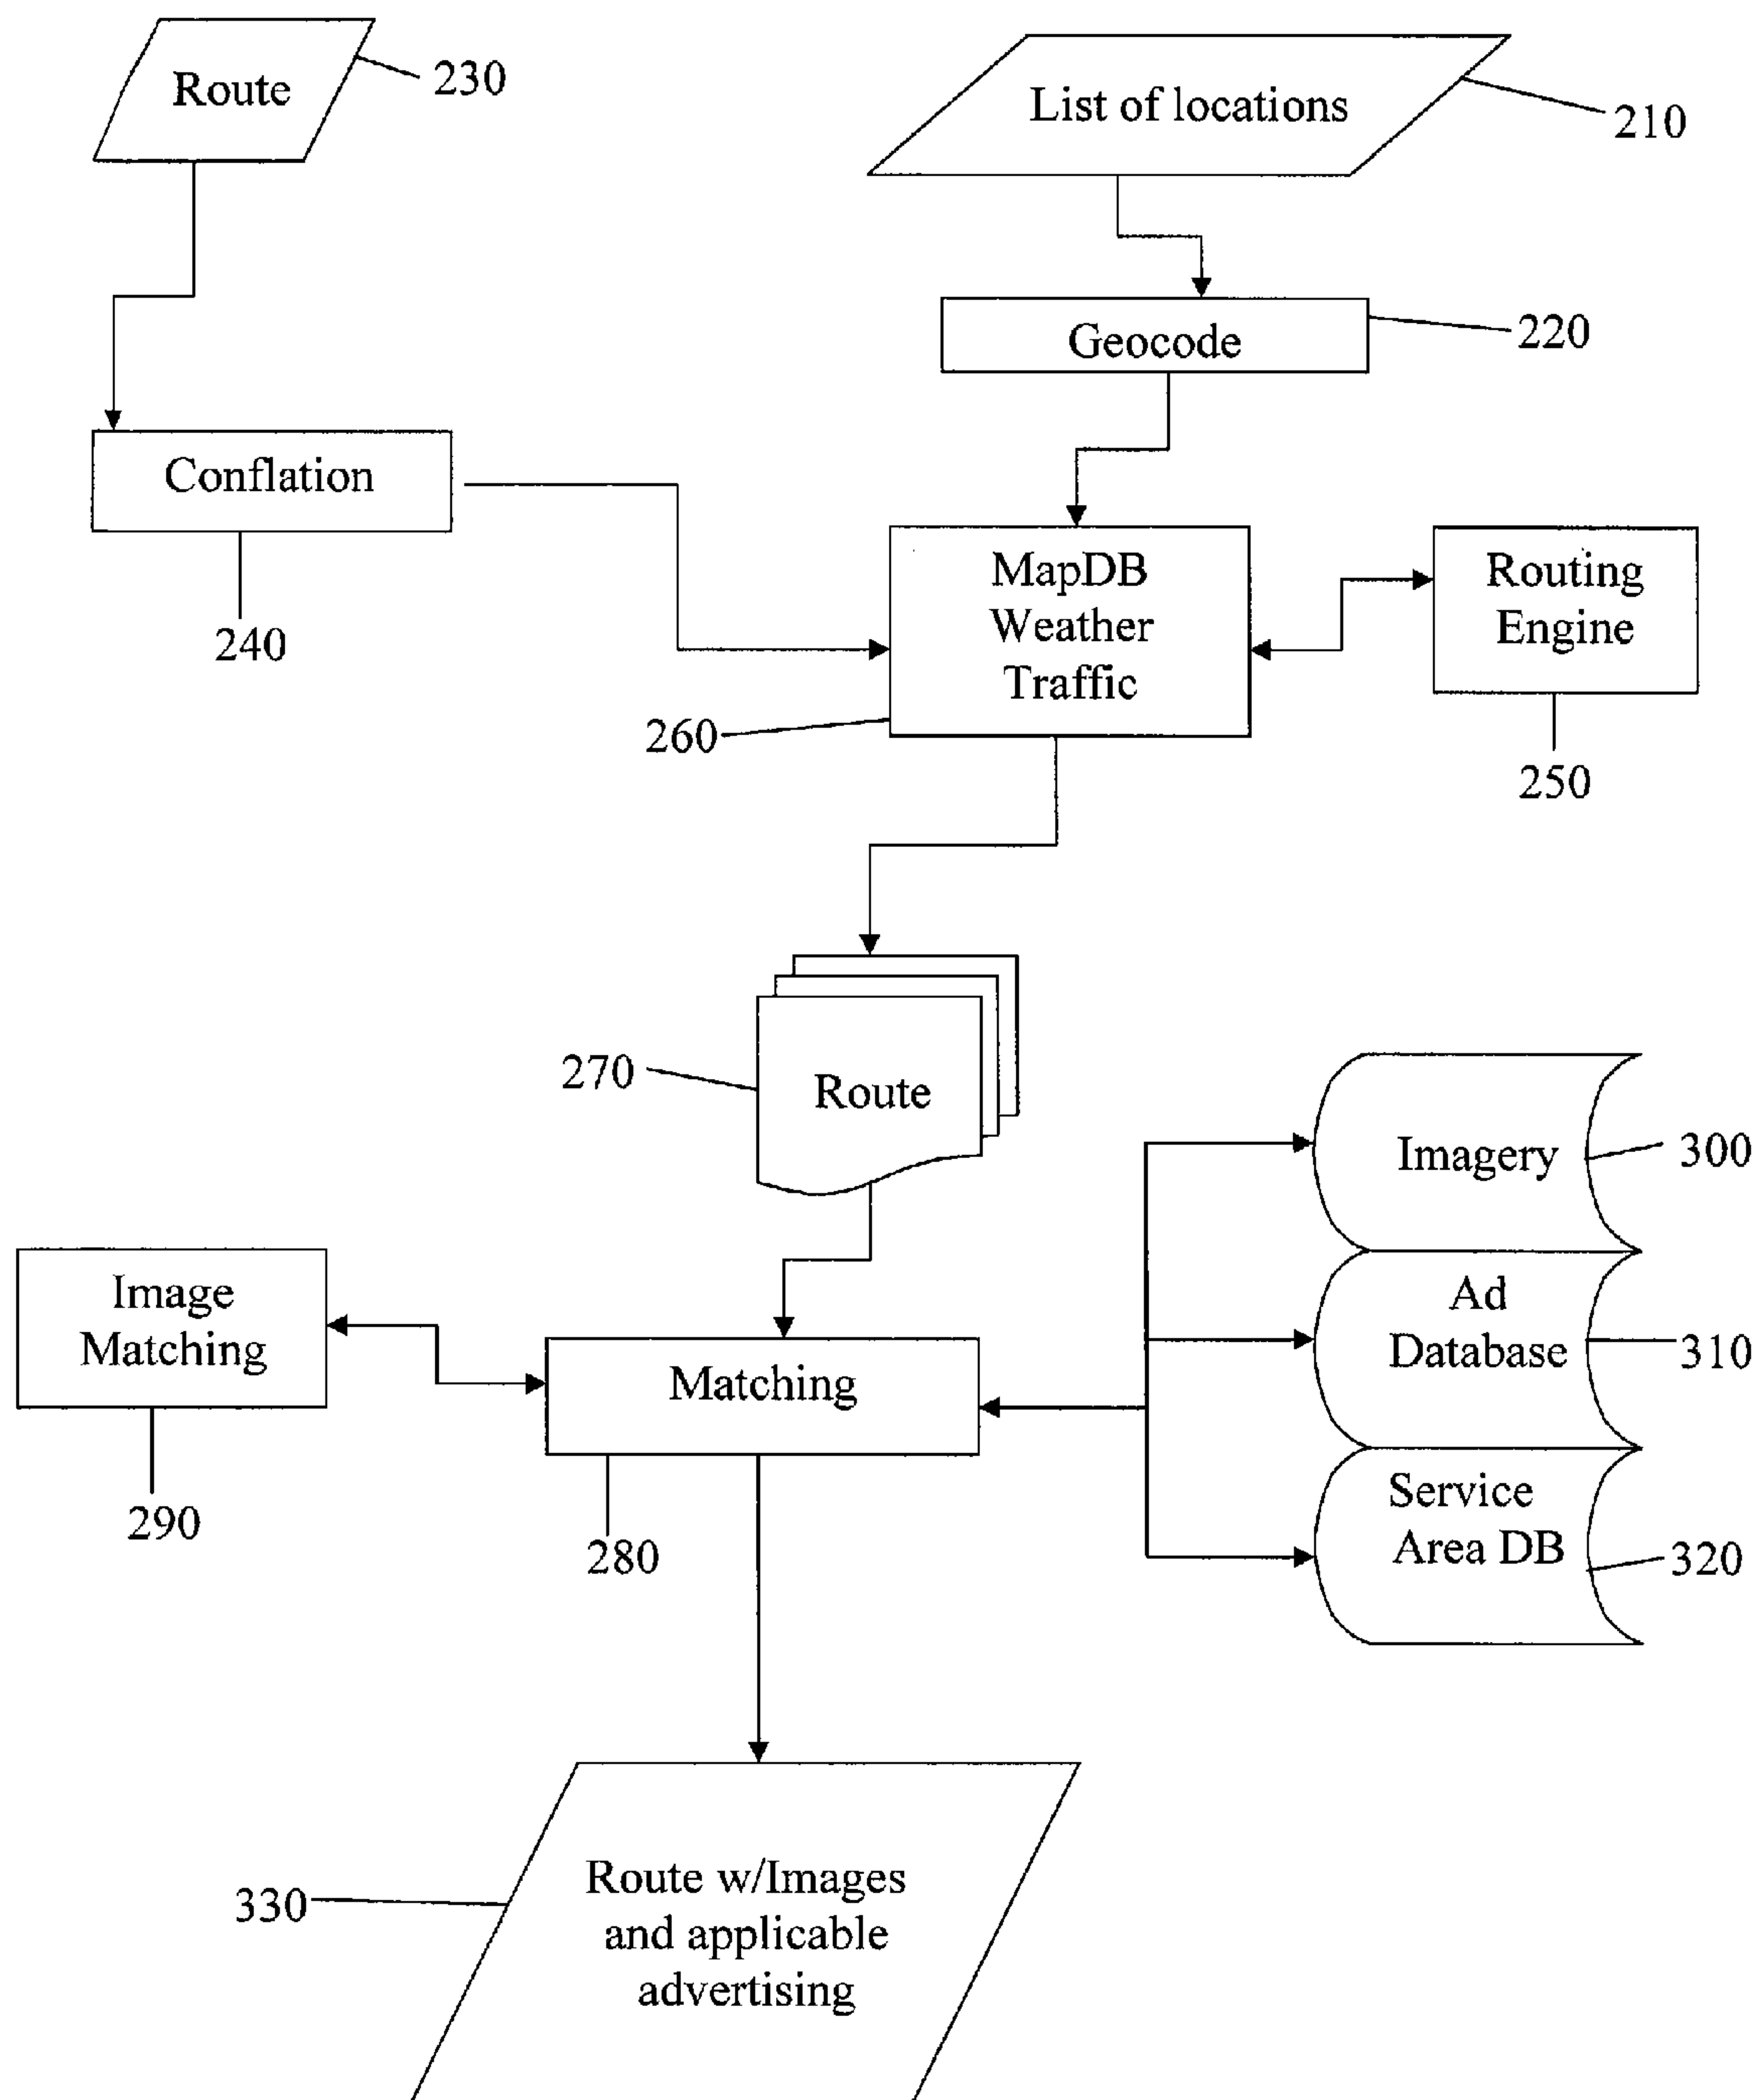 Route
230
List of locations
210
Geocode
220
Conflation
240
MapDB
Weather
Traffic
260
Routing
Engine
250
270
Route
Imagery
300
Image
Matching
290
Matching
280
Ad
Database
310
Service
Area DB
320
330
Route w/Images
and applicable
advertising